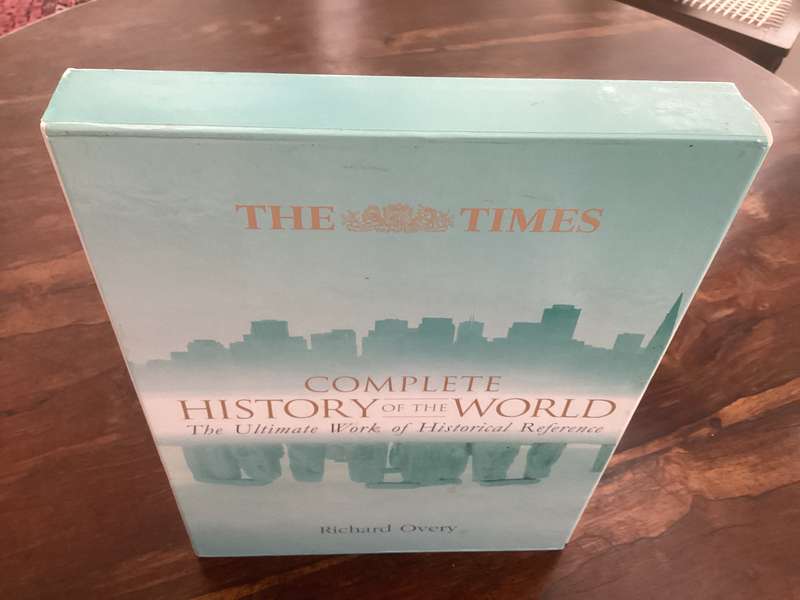 THE TIMES
COMPLETE
HISTORY OF THE WORLD
The Ultimate Work of Historical Reference
Richard Overy